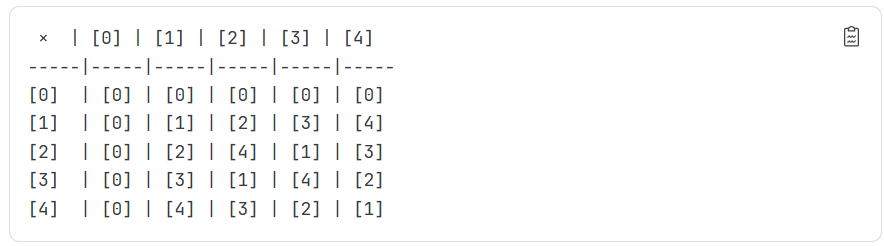 ×  | [0] | [1] | [2] | [3] | [4]
-----|-----|-----|-----|-----|-----
[0]  | [0] | [0] | [0] | [0] | [0]
[1]  | [0] | [1] | [2] | [3] | [4]
[2]  | [0] | [2] | [4] | [1] | [3]
[3]  | [0] | [3] | [1] | [4] | [2]
[4]  | [0] | [4] | [3] | [2] | [1]